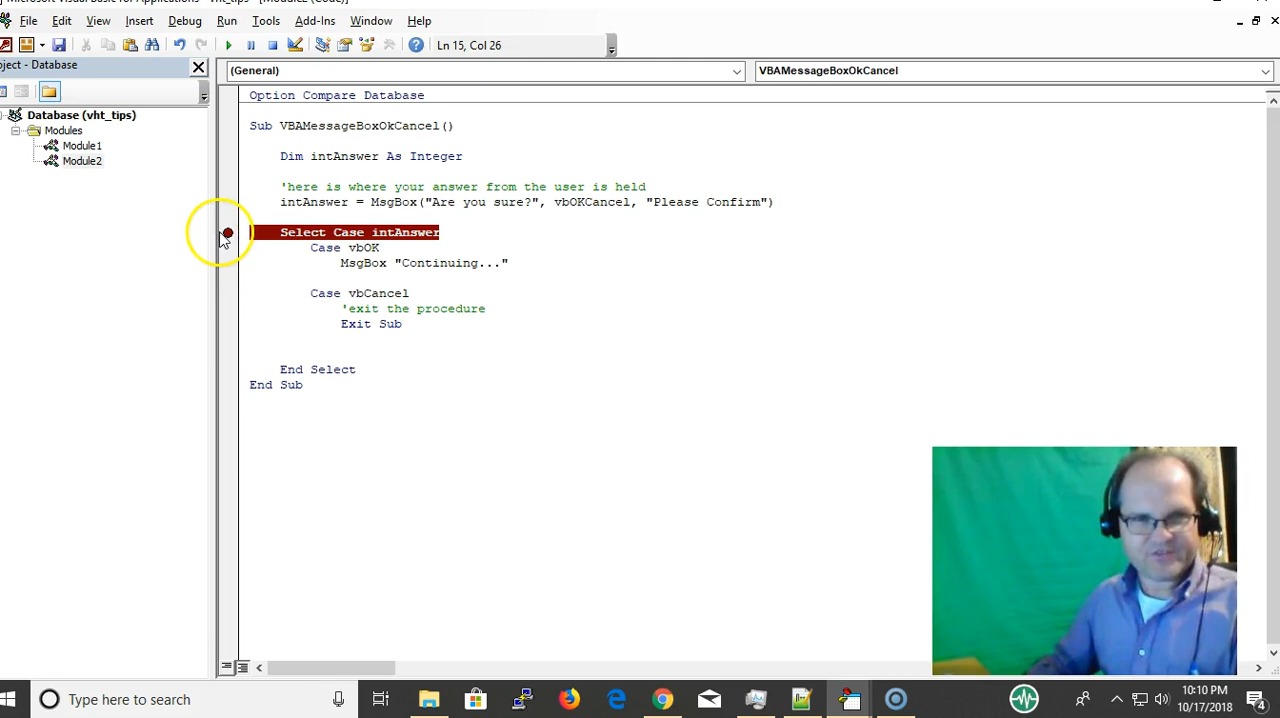 Microsoft Visual Basic for Applications - vht_tips - [Module2 (Code)]
File Edit View Insert Debug Run Tools Add-Ins Window Help
Ln 15, Col 26
oject - Database
(General)
VBAMessageBoxOkCancel
Database (vht_tips)
Modules
Module1
Module2
Option Compare Database
Sub VBAMessageBoxOkCancel()
Dim intAnswer As Integer
'here is where your answer from the user is held
intAnswer = MsgBox("Are you sure?", vbOKCancel, "Please Confirm")
Select Case intAnswer
Case vbOK
MsgBox "Continuing..."
Case vbCancel
'exit the procedure
Exit Sub
End Select
End Sub
Type here to search
10:10 PM
10/17/2018
4